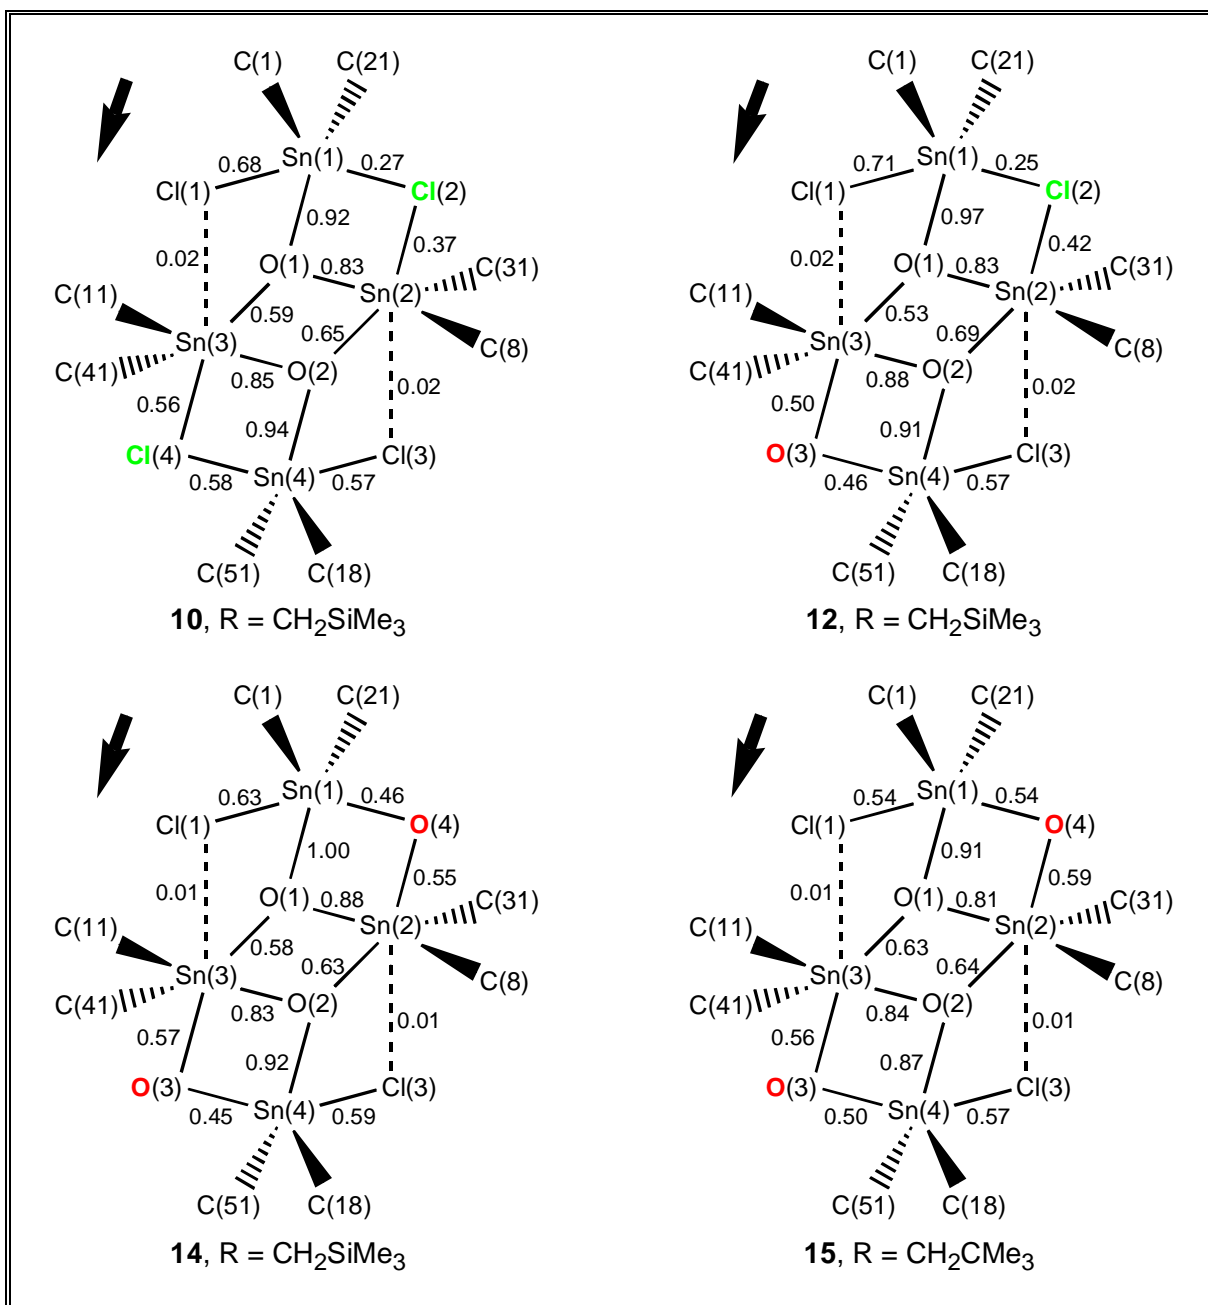 C(1) C(21) C(1) C(21)
Sn(1) Sn(1)
0.68 0.27 0.71 0.25
Cl(1) Cl(2) Cl(1) Cl(2)
0.92 0.97
0.37 0.42
0.02 O(1) 0.83 C(31) 0.02 O(1) 0.83 C(31)
C(11) Sn(2) C(11) Sn(2)
0.59 0.53
Sn(3) 0.65 C(8) Sn(3) 0.69 C(8)
C(41) O(2) C(41) O(2)
0.85 0.02 0.88 0.02
0.56 0.50
0.94 0.91
Cl(4) Cl(3) O(3) Cl(3)
0.58 Sn(4) 0.57 0.46 Sn(4) 0.57
C(51) C(18) C(51) C(18)
10, R = CH2SiMe3 12, R = CH2SiMe3
C(1) C(21) C(1) C(21)
Sn(1) Sn(1)
0.63 0.46 0.54 0.54
Cl(1) O(4) Cl(1) O(4)
1.00 0.91
0.55 0.59
0.01 O(1) 0.88 C(31) 0.01 O(1) 0.81 C(31)
C(11) Sn(2) C(11) Sn(2)
0.58 0.63
Sn(3) 0.63 C(8) Sn(3) 0.64 C(8)
C(41) O(2) C(41) O(2)
0.83 0.01 0.84 0.01
0.57 0.56
0.92 0.87
O(3) Cl(3) O(3) Cl(3)
0.45 Sn(4) 0.59 0.50 Sn(4) 0.57
C(51) C(18) C(51) C(18)
14, R = CH2SiMe3 15, R = CH2CMe3